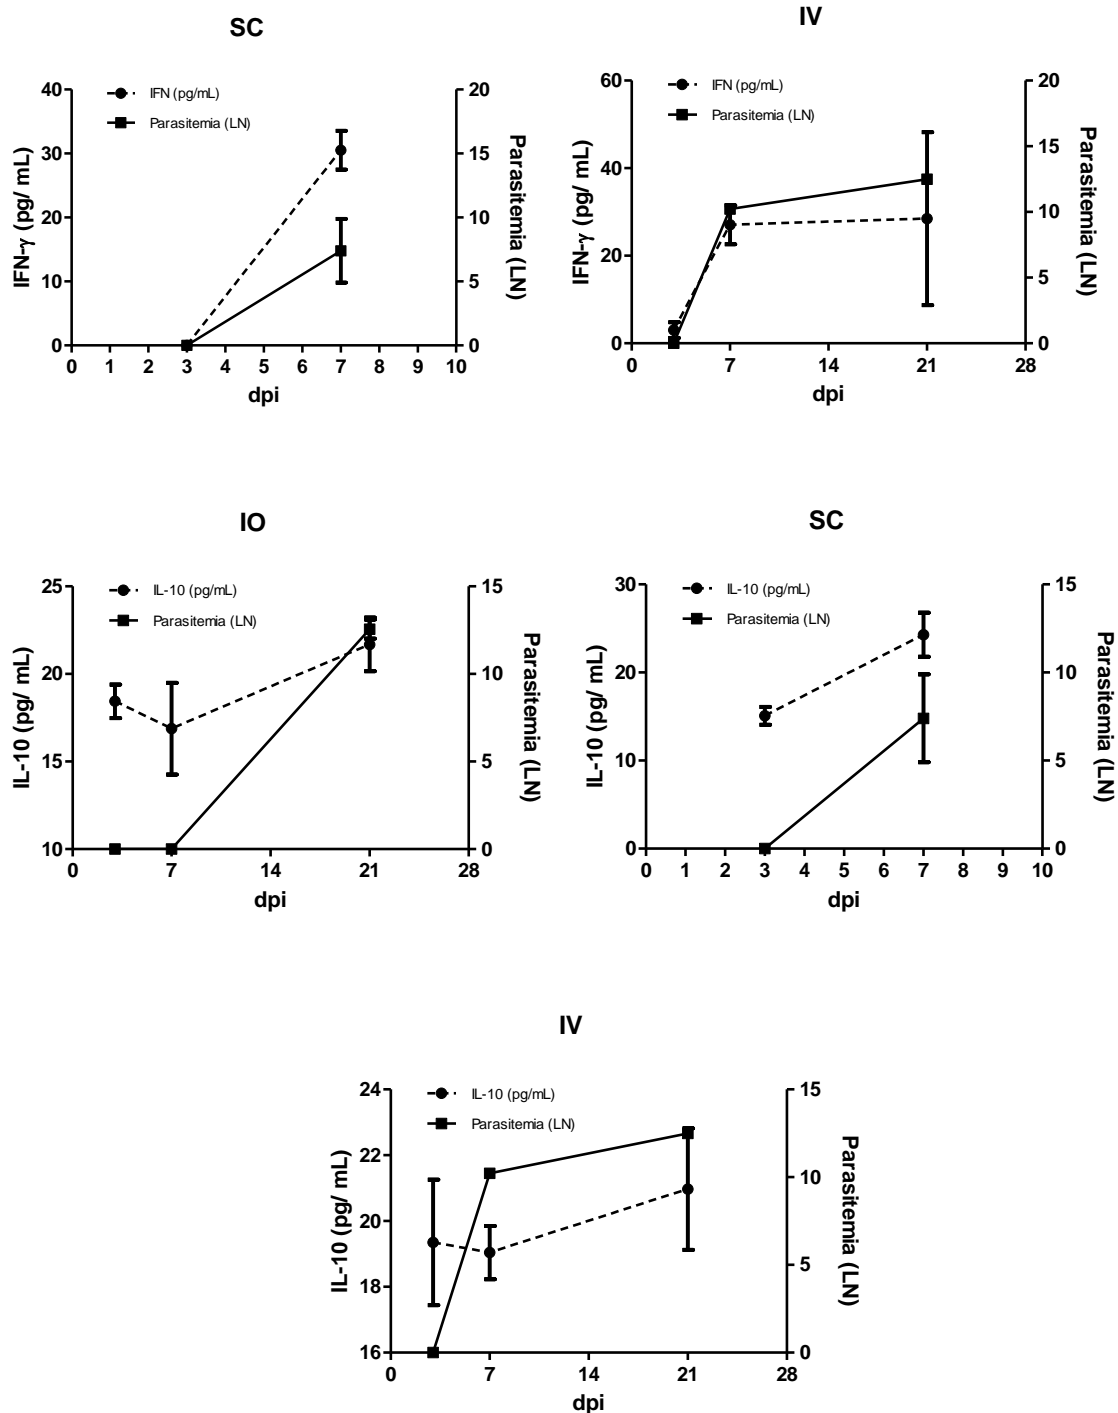 SC
IFN (pg/mL)
Parasitemia (LN)
IFN-γ (pg/ mL)
40
30
20
10
0
20
15
10
5
0
Parasitemia (LN)
0 1 2 3 4 5 6 7 8 9 10
dpi
IV
IFN (pg/mL)
Parasitemia (LN)
IFN-γ (pg/ mL)
60
40
20
0
20
15
10
5
0
Parasitemia (LN)
0 7 14 21 28
dpi
IO
IL-10 (pg/mL)
Parasitemia (LN)
IL-10 (pg/ mL)
25
20
15
10
15
10
5
0
Parasitemia (LN)
0 7 14 21 28
dpi
SC
IL-10 (pg/mL)
Parasitemia (LN)
IL-10 (pg/ mL)
30
20
10
0
15
10
5
0
Parasitemia (LN)
0 1 2 3 4 5 6 7 8 9 10
dpi
IV
IL-10 (pg/mL)
Parasitemia (LN)
IL-10 (pg/ mL)
24
22
20
18
16
15
10
5
0
Parasitemia (LN)
0 7 14 21 28
dpi